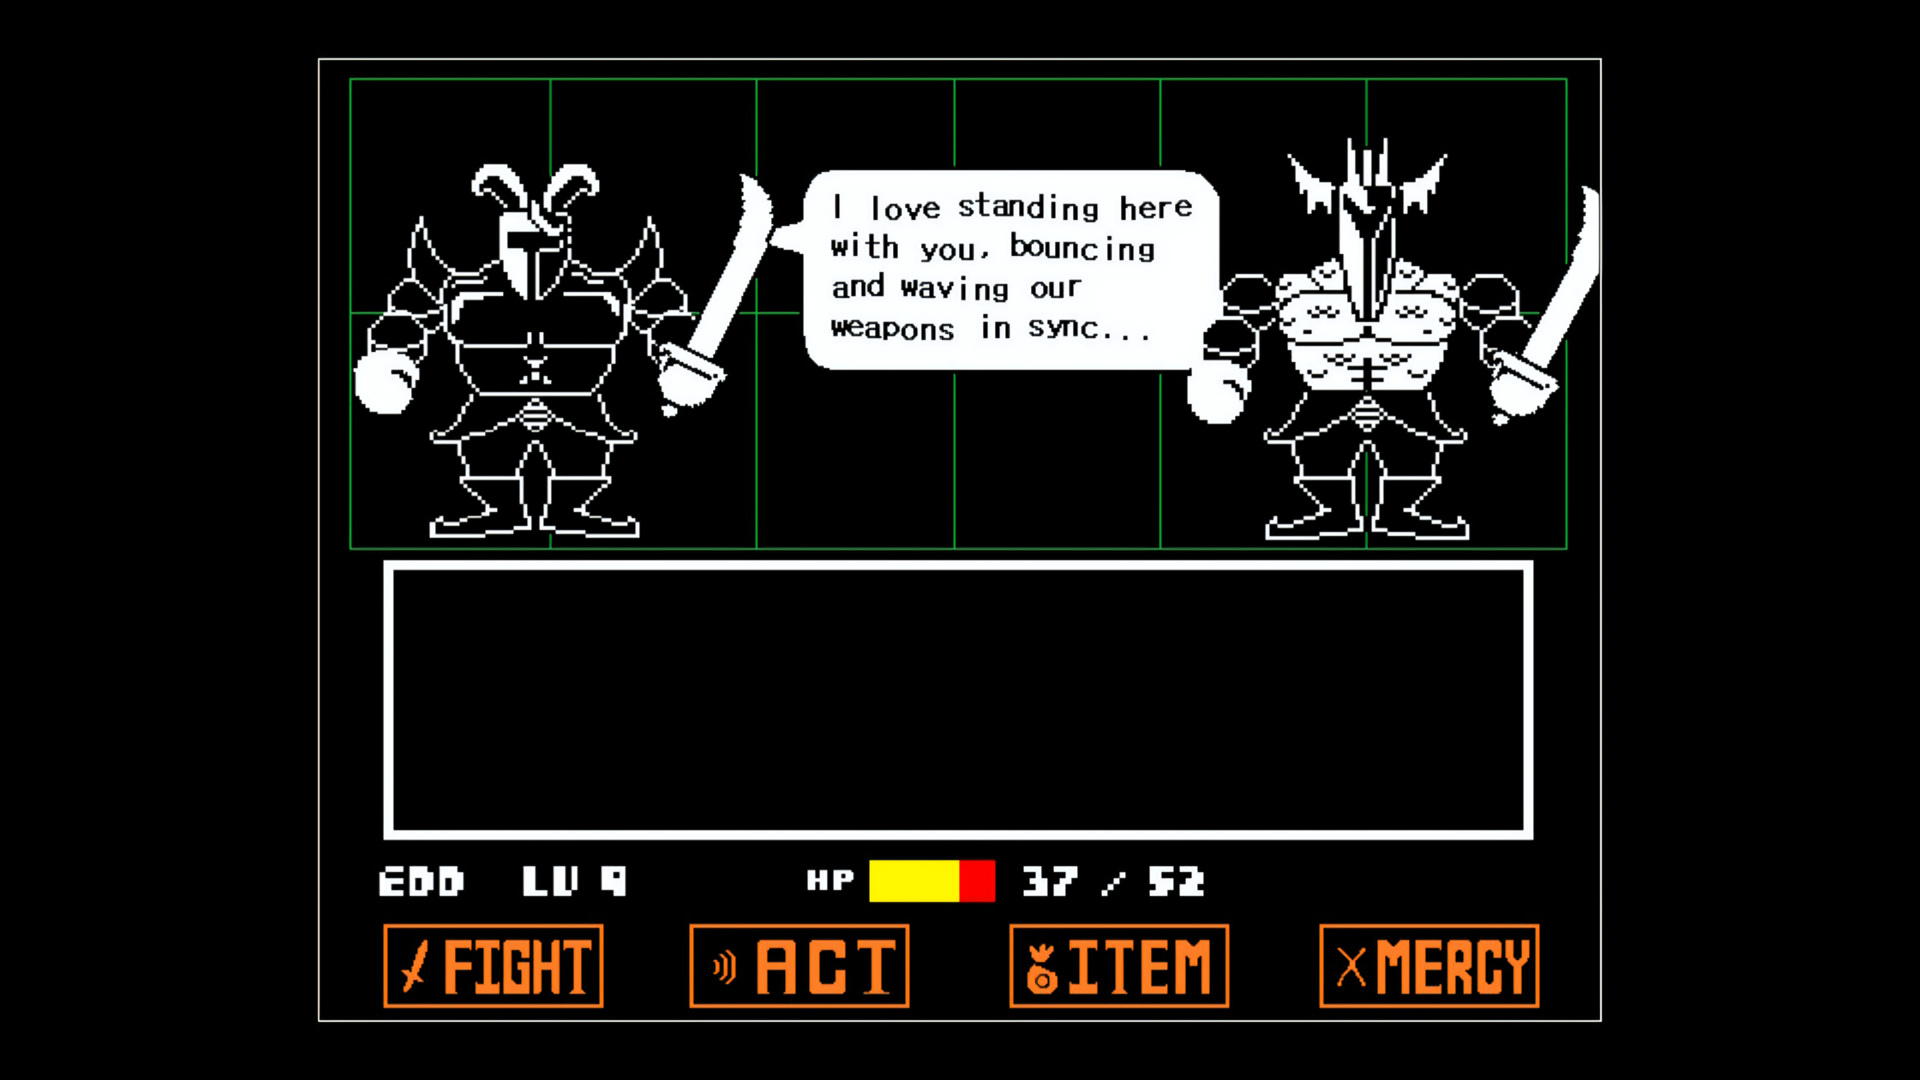 I love standing here
with you, bouncing
and waving our
weapons in sync...
EDD LV 9 HP 37 / 52
FIGHT ACT ITEM MERCY